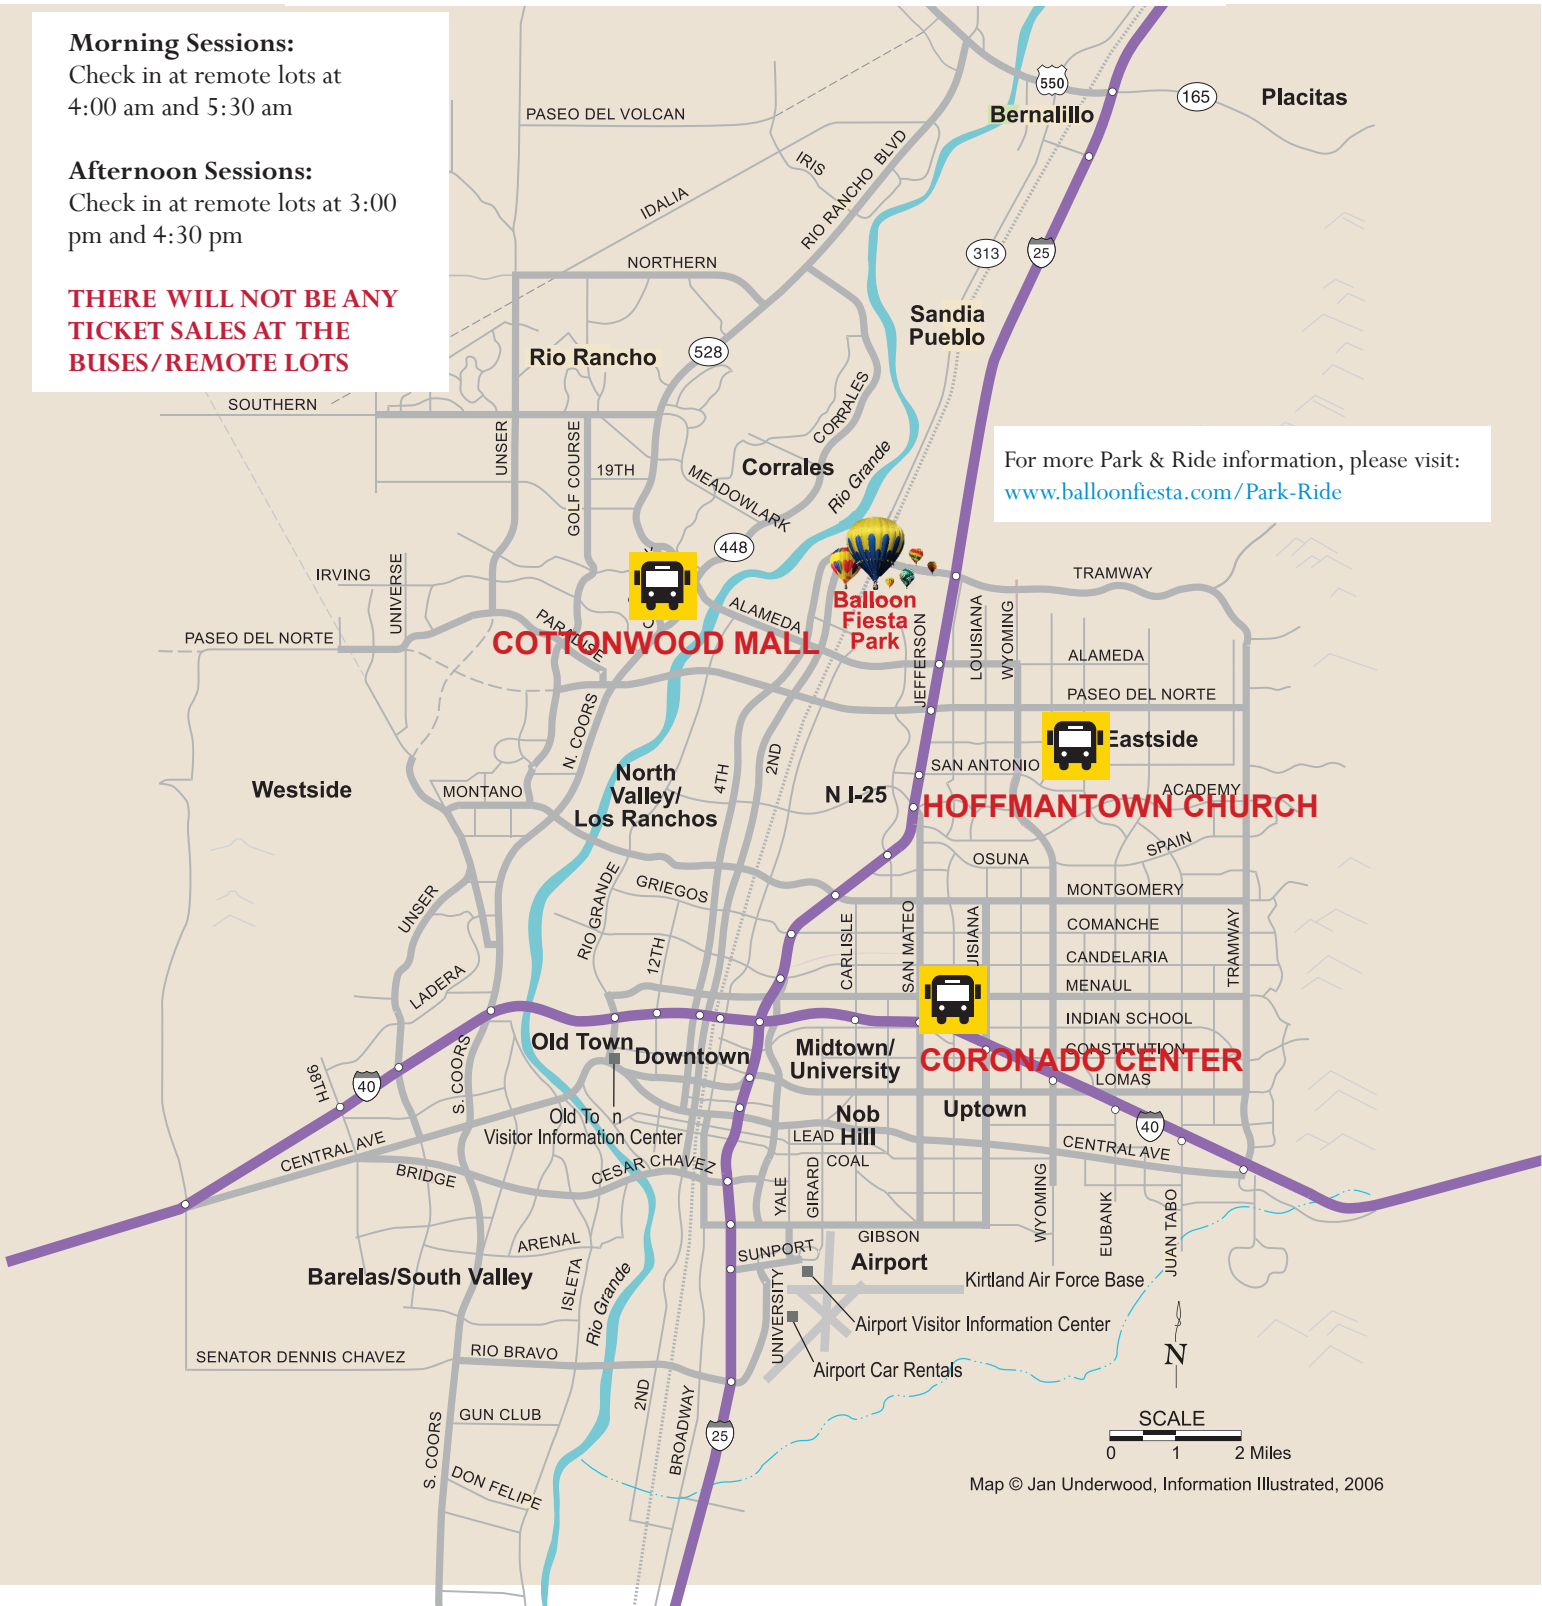 Morning Sessions:
Check in at remote lots at
4:00 am and 5:30 am
Afternoon Sessions:
Check in at remote lots at 3:00
pm and 4:30 pm
THERE WILL NOT BE ANY
TICKET SALES AT THE
BUSES/REMOTE LOTS
550
165
Placitas
Bernalillo
PASEO DEL VOLCAN
IRIS
RIO RANCHO BLVD
IDALIA
313
25
NORTHERN
Sandia
Pueblo
Rio Rancho
528
SOUTHERN
CORRALES
UNSER
GOLF COURSE
19TH
MEADOWLARK
Corrales
Rio Grande
For more Park & Ride information, please visit:
www.balloonfiesta.com/Park-Ride
448
IRVING
UNIVERSE
TRAMWAY
Balloon
Fiesta
Park
ALAMEDA
PARADISE
COTTONWOOD MALL
PASEO DEL NORTE
JEFFERSON
LOUISIANA
WYOMING
ALAMEDA
PASEO DEL NORTE
N. COORS
Eastside
SAN ANTONIO
2ND
4TH
North
Valley/
Los Ranchos
Westside
MONTANO
N I-25
ACADEMY
HOFFMANTOWN CHURCH
SPAIN
OSUNA
UNSER
RIO GRANDE
GRIEGOS
MONTGOMERY
COMANCHE
CANDELARIA
MENAUL
INDIAN SCHOOL
CONSTITUTION
LOMAS
12TH
CARLISLE
SAN MATEO
UISIANA
TRAMWAY
LADERA
Old Town
Downtown
Midtown/
University
CORONADO CENTER
98TH
40
S. COORS
Old To n
Visitor Information Center
Nob
Hill
Uptown
40
LEAD
COAL
CENTRAL AVE
CENTRAL AVE
BRIDGE
CESAR CHAVEZ
YALE
GIRARD
WYOMING
EUBANK
JUAN TABO
GIBSON
SUNPORT
Airport
ARENAL
Barelas/South Valley
ISLETA
Rio Grande
UNIVERSITY
Kirtland Air Force Base
Airport Visitor Information Center
Airport Car Rentals
N
SENATOR DENNIS CHAVEZ
RIO BRAVO
2ND
BROADWAY
GUN CLUB
S. COORS
DON FELIPE
25
SCALE
0 1 2 Miles
Map © Jan Underwood, Information Illustrated, 2006